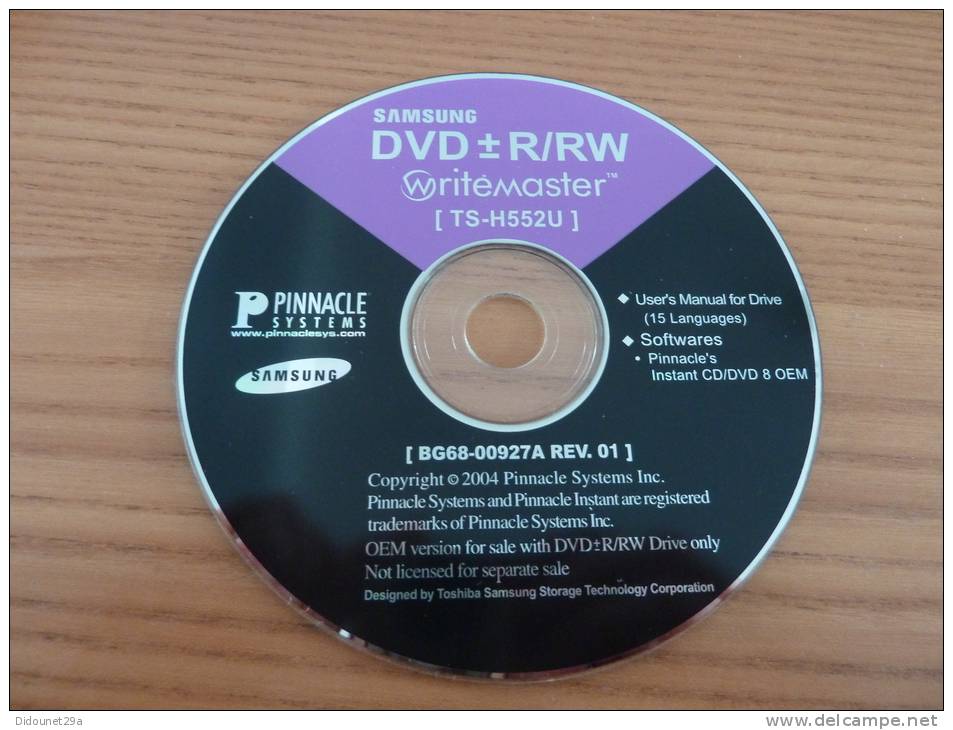 SAMSUNG
DVD±R/RW
Writemaster™
[ TS-H552U ]
PINNACLE
SYSTEMS
www.pinnaclesys.com
SAMSUNG
◆ User's Manual for Drive
(15 Languages)
◆ Softwares
• Pinnacle's
Instant CD/DVD 8 OEM
[ BG68-00927A REV. 01 ]
Copyright © 2004 Pinnacle Systems Inc.
Pinnacle Systems and Pinnacle Instant are registered
trademarks of Pinnacle Systems Inc.
OEM version for sale with DVD±R/RW Drive only
Not licensed for separate sale
Designed by Toshiba Samsung Storage Technology Corporation
Didounet29a
www.delcampe.net